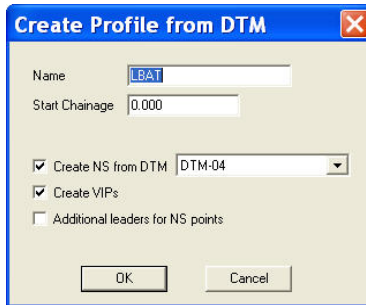 Create Profile from DTM
Name LBAT
Start Chainage 0.000
Create NS from DTM DTM-04
Create VIPs
Additional leaders for NS points
OK Cancel